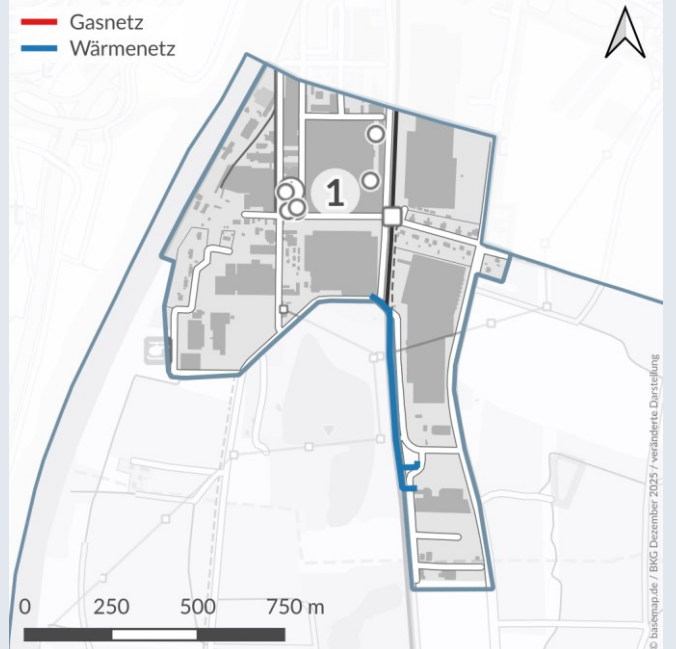 Gasnetz
Wärmenetz
1
0 250 500 750 m
© basemap.de / BKG Dezember 2025 / veränderte Darstellung